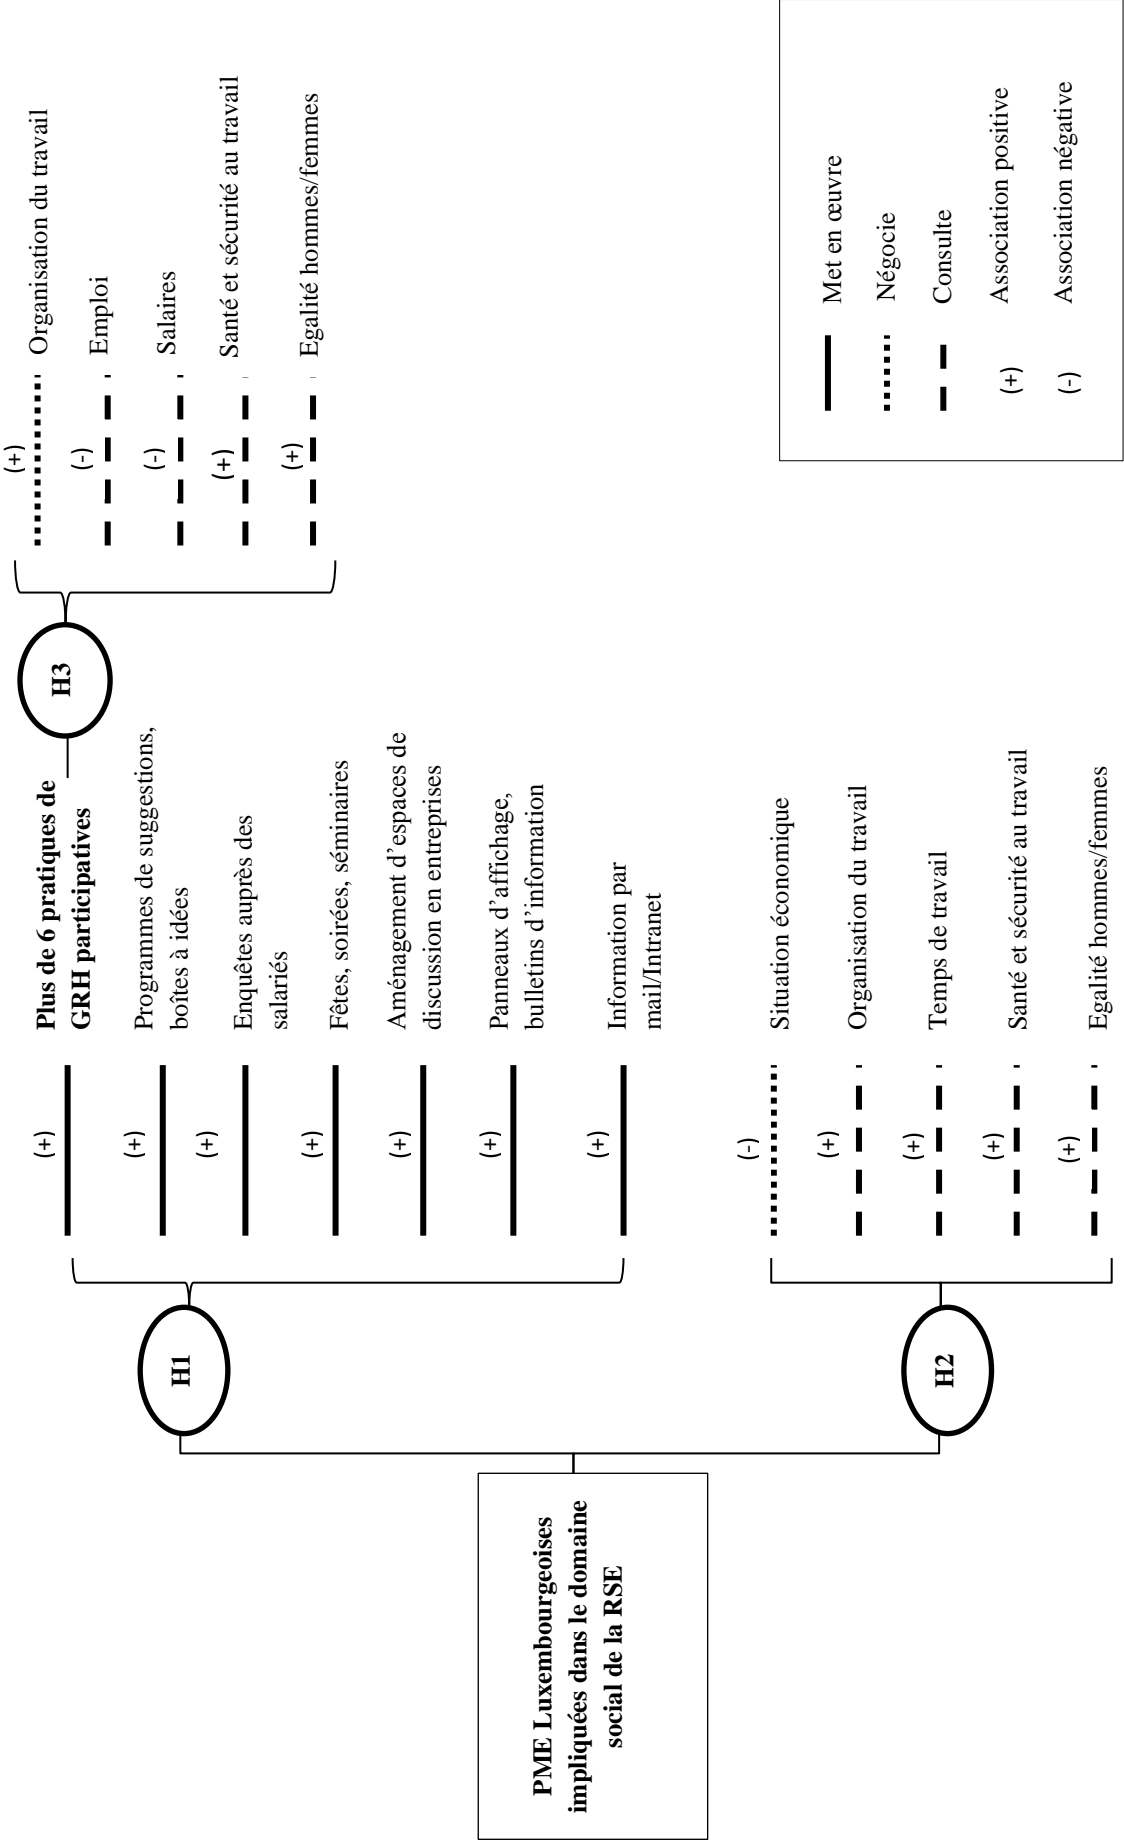 PME Luxembourgeoises
impliquées dans le domaine
social de la RSE
H1
(+)
Plus de 6 pratiques de
GRH participatives
(+)
Programmes de suggestions,
boîtes à idées
(+)
Enquêtes auprès des
salariés
(+)
Fêtes, soirées, séminaires
(+)
Aménagement d'espaces de
discussion en entreprises
(+)
Panneaux d'affichage,
bulletins d'information
(+)
Information par
mail/Intranet
H2
(-)
Situation économique
(+)
Organisation du travail
(+)
Temps de travail
(+)
Santé et sécurité au travail
(+)
Egalité hommes/femmes
H3
(+)
Organisation du travail
(-)
Emploi
(-)
Salaires
(+)
Santé et sécurité au travail
(+)
Egalité hommes/femmes
Met en œuvre
Négocie
Consulte
(+) Association positive
(-) Association négative